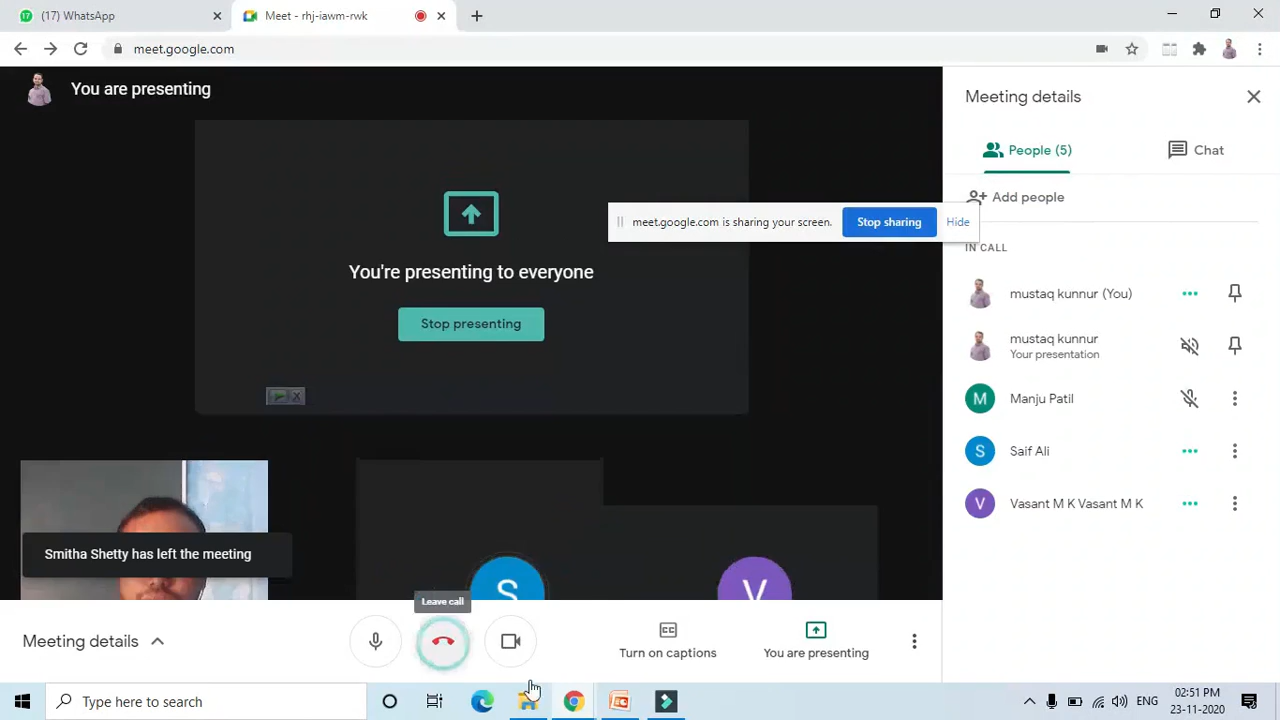 (17) WhatsApp
Meet - rhj-iawm-rwk
meet.google.com
You are presenting
Meeting details
People (5)
Chat
Add people
meet.google.com is sharing your screen.
Stop sharing
Hide
IN CALL
You're presenting to everyone
Stop presenting
mustaq kunnur (You)
mustaq kunnur
Your presentation
X
M
Manju Patil
S
Saif Ali
V
Vasant M K Vasant M K
Smitha Shetty has left the meeting
S
V
Leave call
Meeting details
CC
Turn on captions
You are presenting
Type here to search
ENG
02:51 PM
23-11-2020